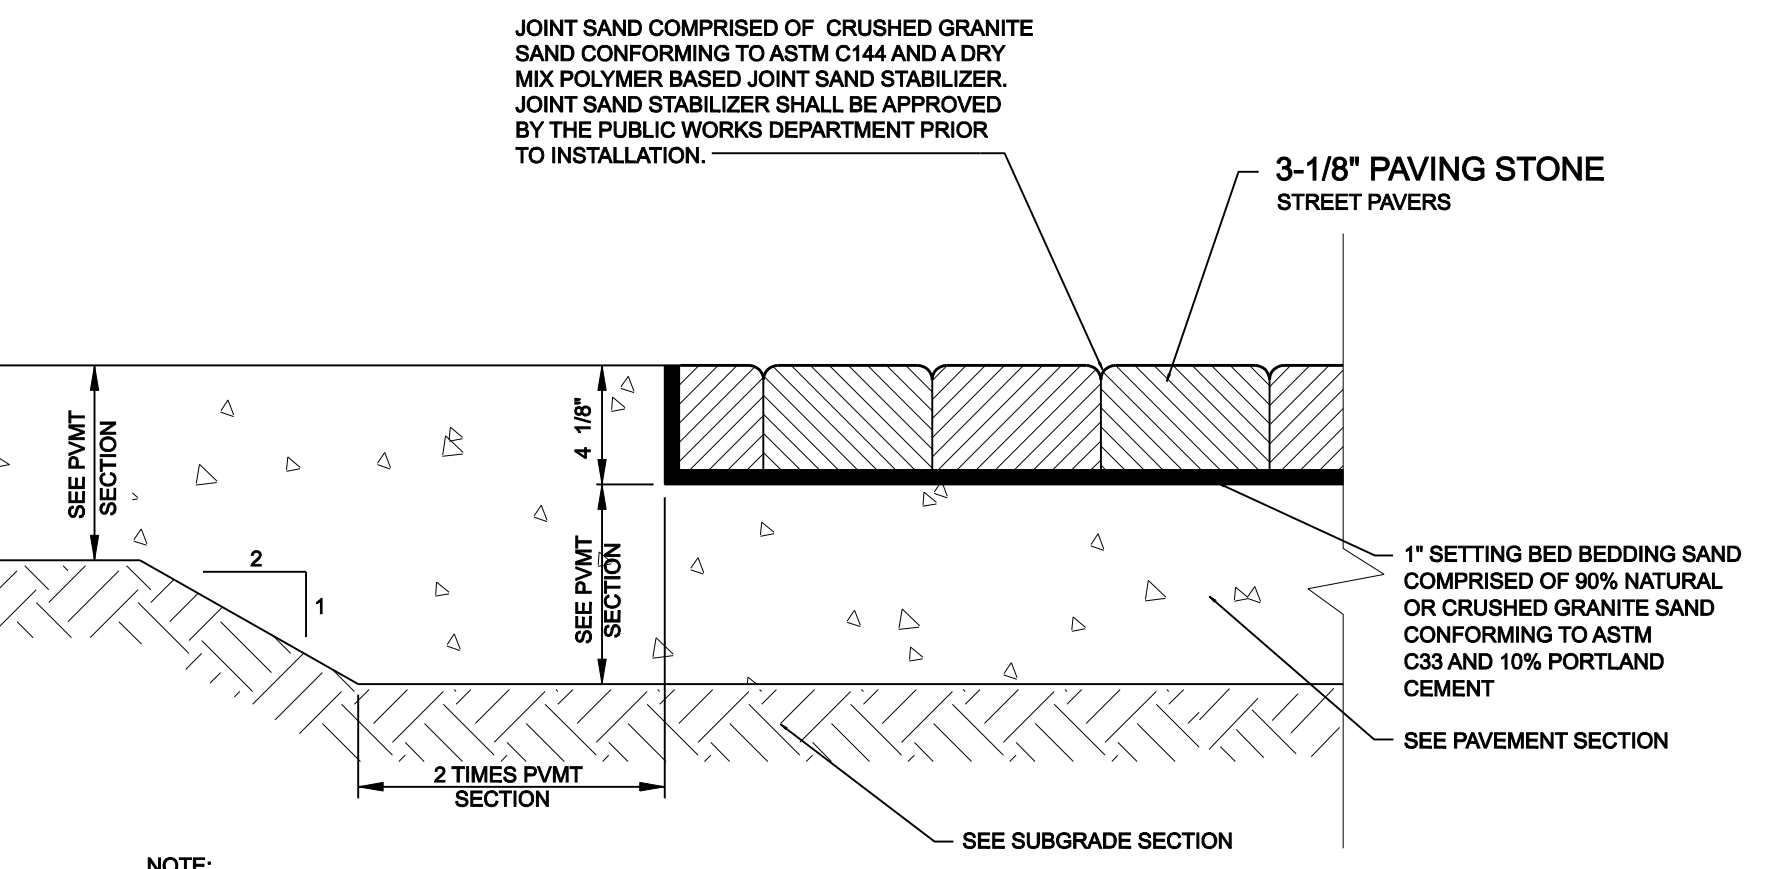 JOINT SAND COMPRISED OF CRUSHED GRANITE
SAND CONFORMING TO ASTM C144 AND A DRY
MIX POLYMER BASED JOINT SAND STABILIZER.
JOINT SAND STABILIZER SHALL BE APPROVED
BY THE PUBLIC WORKS DEPARTMENT PRIOR
TO INSTALLATION.
3-1/8" PAVING STONE
STREET PAVERS
SEE PVMT
SECTION
4 1/8"
2
1
SEE PVMT
SECTION
1" SETTING BED BEDDING SAND
COMPRISED OF 90% NATURAL
OR CRUSHED GRANITE SAND
CONFORMING TO ASTM
C33 AND 10% PORTLAND
CEMENT
SEE PAVEMENT SECTION
2 TIMES PVMT
SECTION
SEE SUBGRADE SECTION
NOTE: